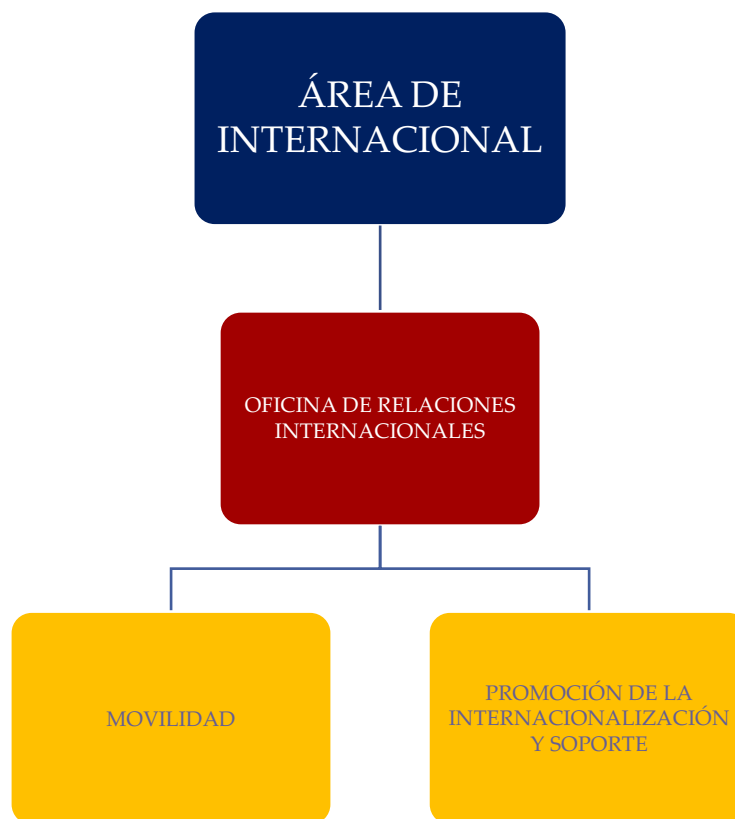 ÁREA DE
INTERNACIONAL
OFICINA DE RELACIONES
INTERNACIONALES
MOVILIDAD
PROMOCIÓN DE LA
INTERNACIONALIZACIÓN
Y SOPORTE